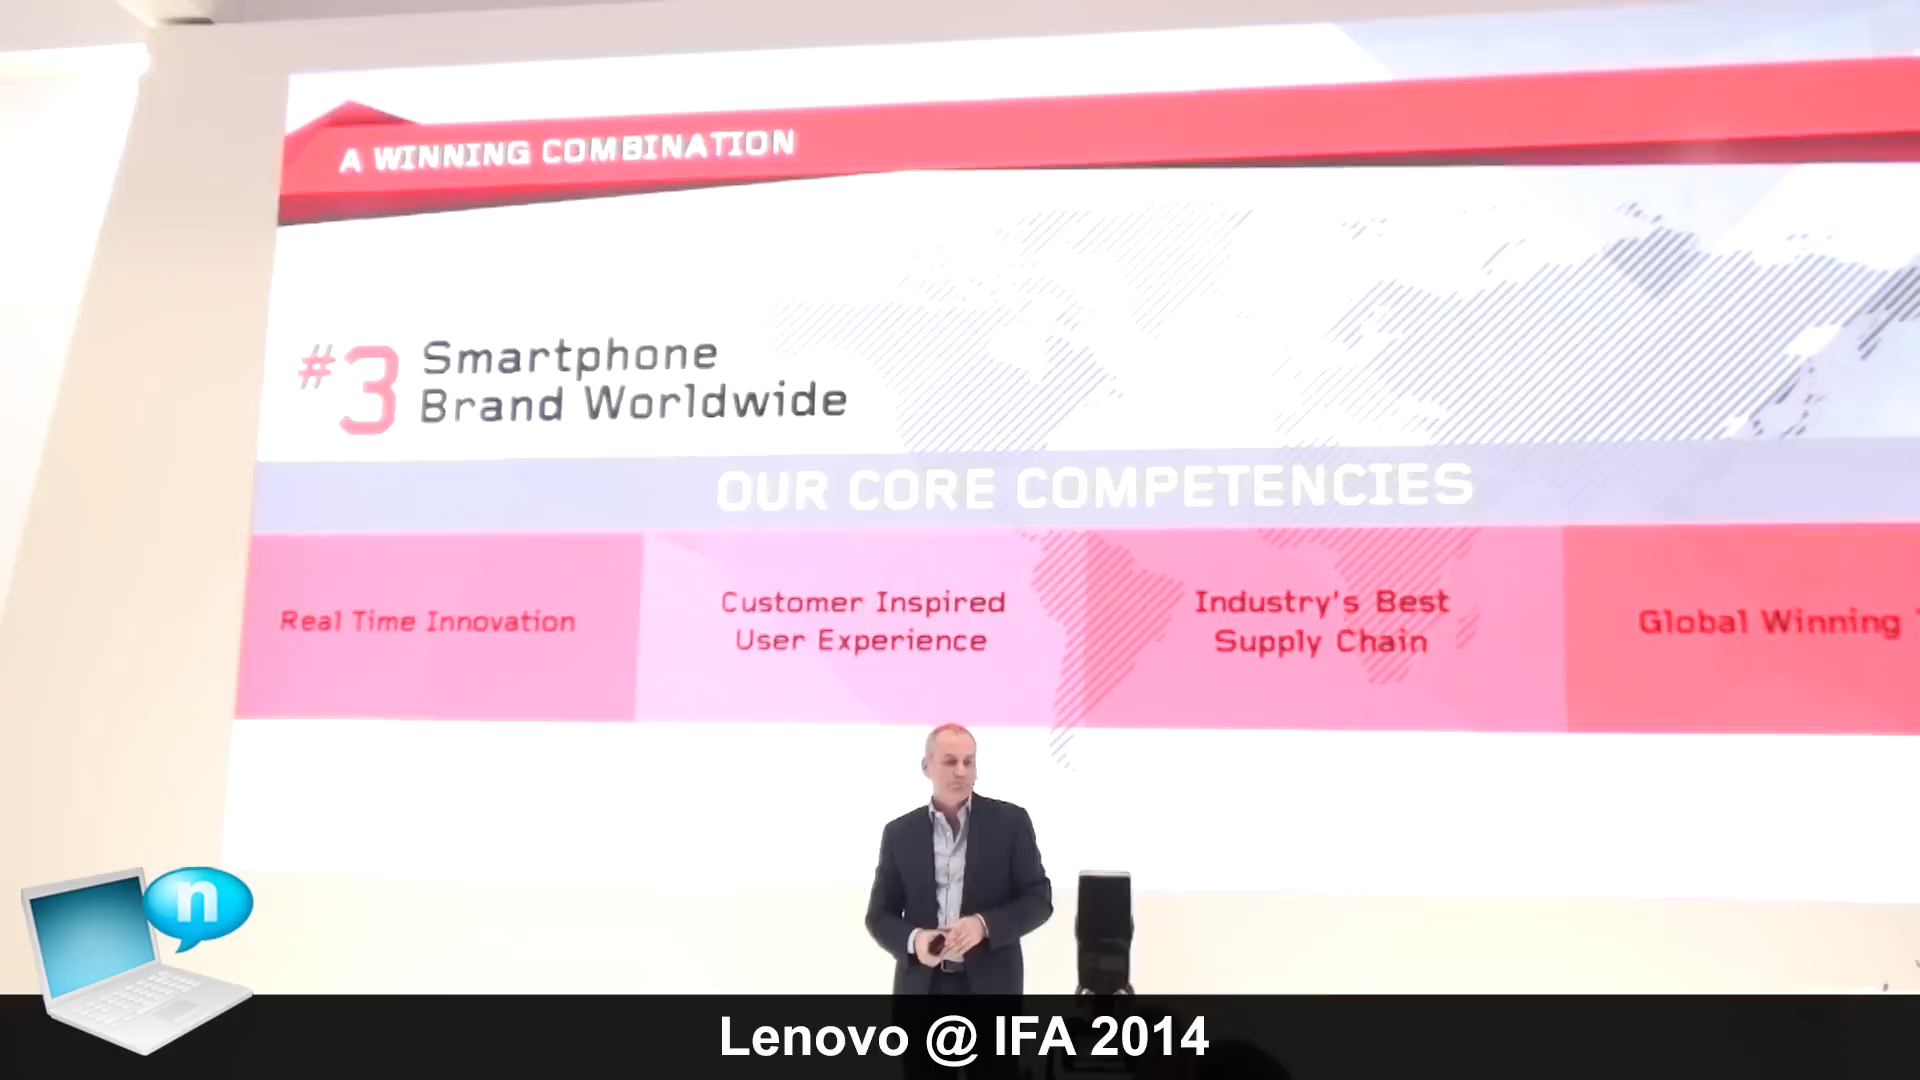 A WINNING COMBINATION
#3 Smartphone
Brand Worldwide
OUR CORE COMPETENCIES
Real Time Innovation
Customer Inspired
User Experience
Industry's Best
Supply Chain
Global Winning
n
Lenovo @ IFA 2014